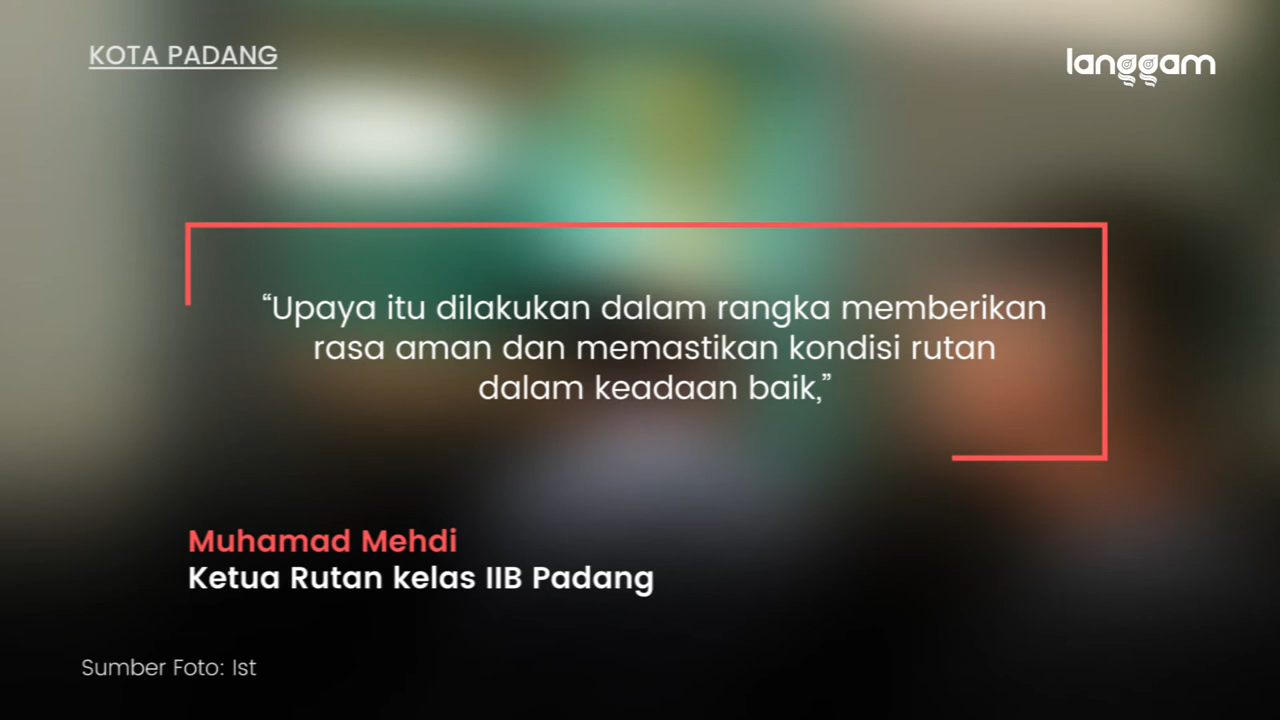 KOTA PADANG
langgam
“Upaya itu dilakukan dalam rangka memberikan
rasa aman dan memastikan kondisi rutan
dalam keadaan baik,”
Muhamad Mehdi
Ketua Rutan kelas IIB Padang
Sumber Foto: Ist